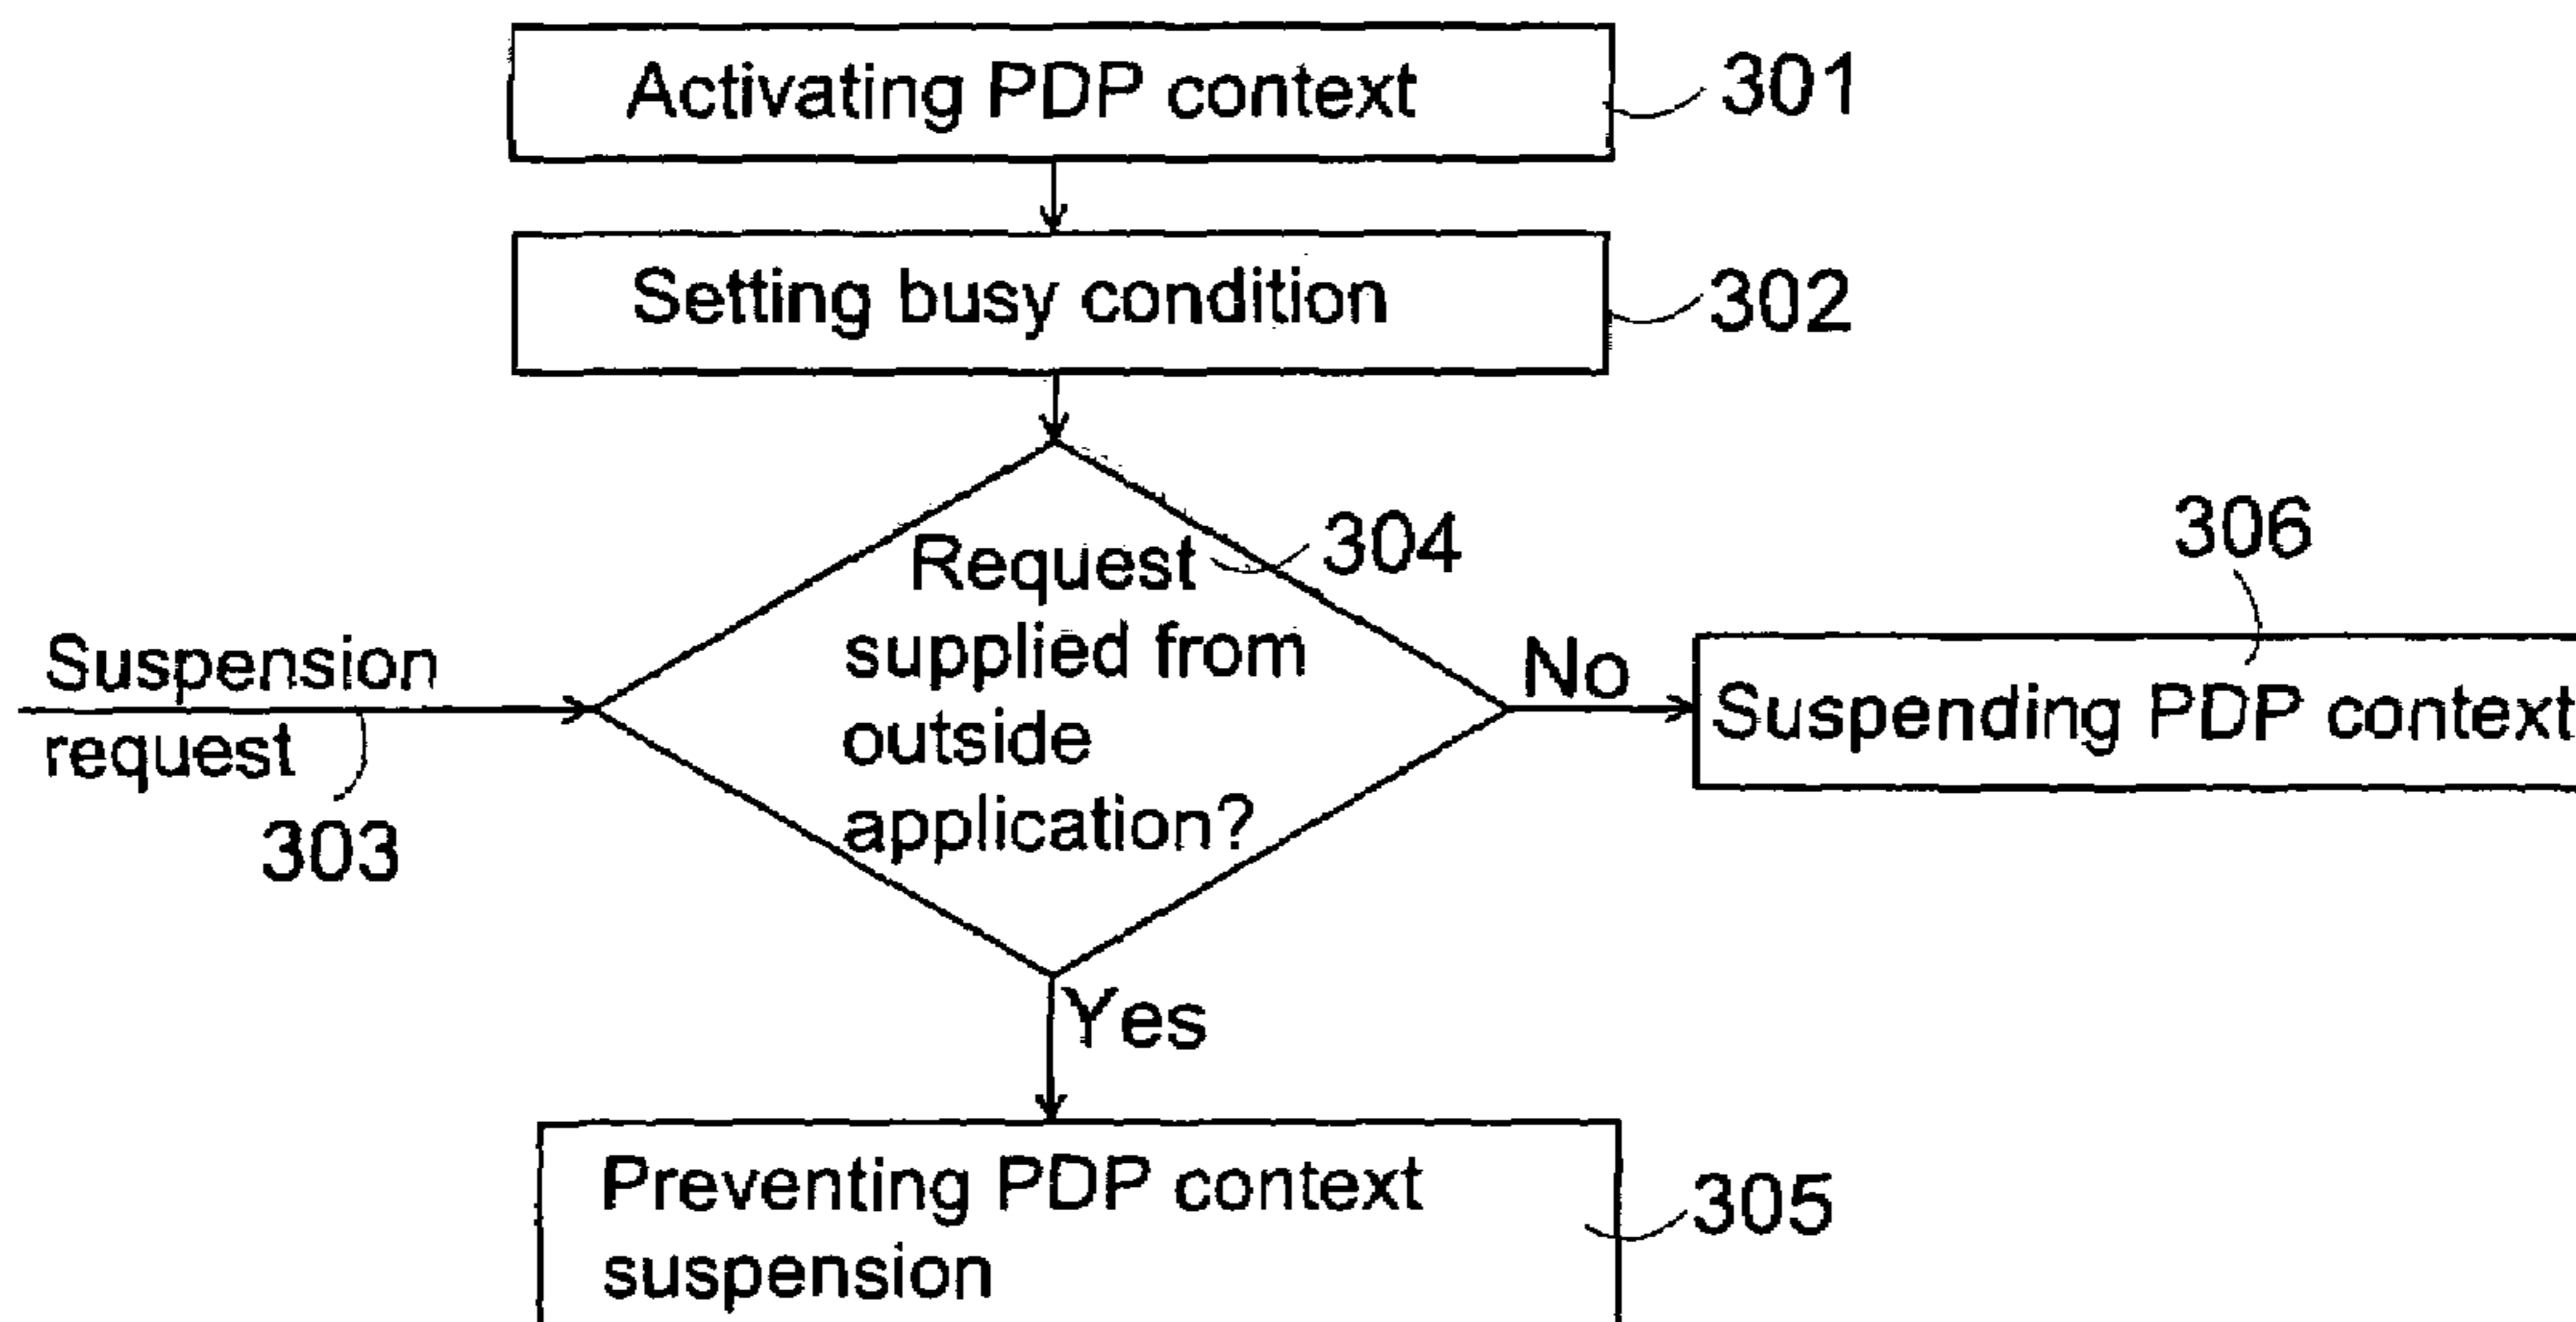 Activating PDP context
301
Setting busy condition
302
Request
304
supplied from
outside
application?
Suspension
request
303
No
306
Suspending PDP context
Yes
Preventing PDP context
suspension
305